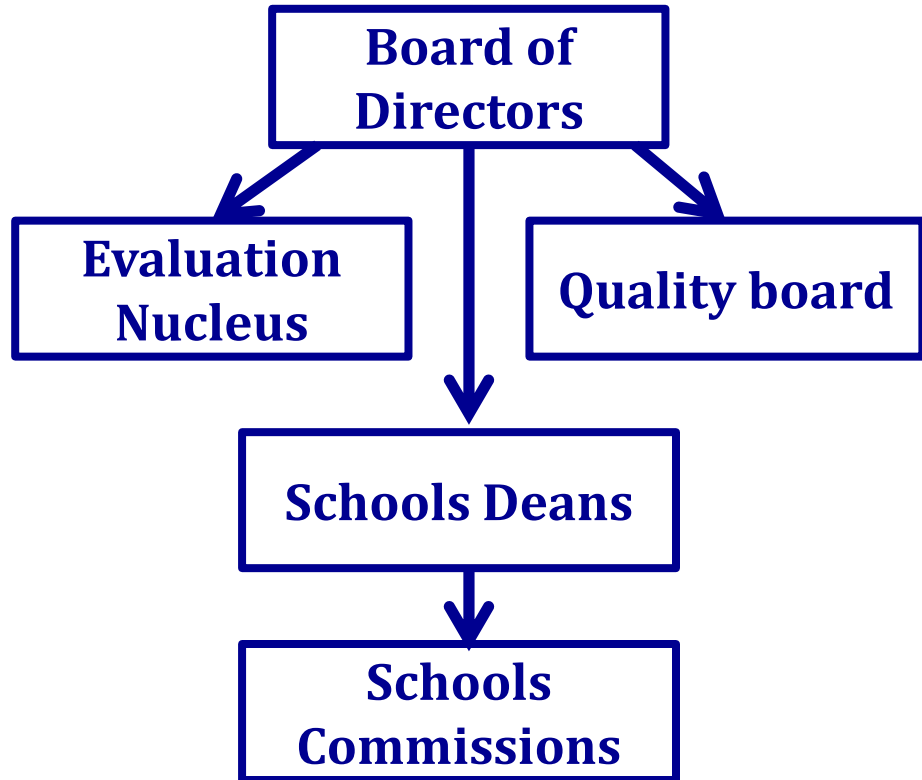 Board of
Directors
Evaluation
Nucleus
Quality board
Schools Deans
Schools
Commissions